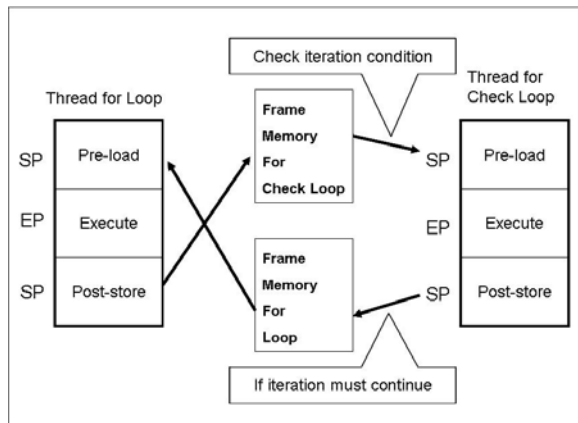 Check iteration condition
Thread for Loop
Thread for
Check Loop
Frame
Memory
For
Check Loop
SP
Pre-load
EP
Execute
SP
Post-store
SP
Pre-load
EP
Execute
SP
Post-store
Frame
Memory
For
Loop
If iteration must continue